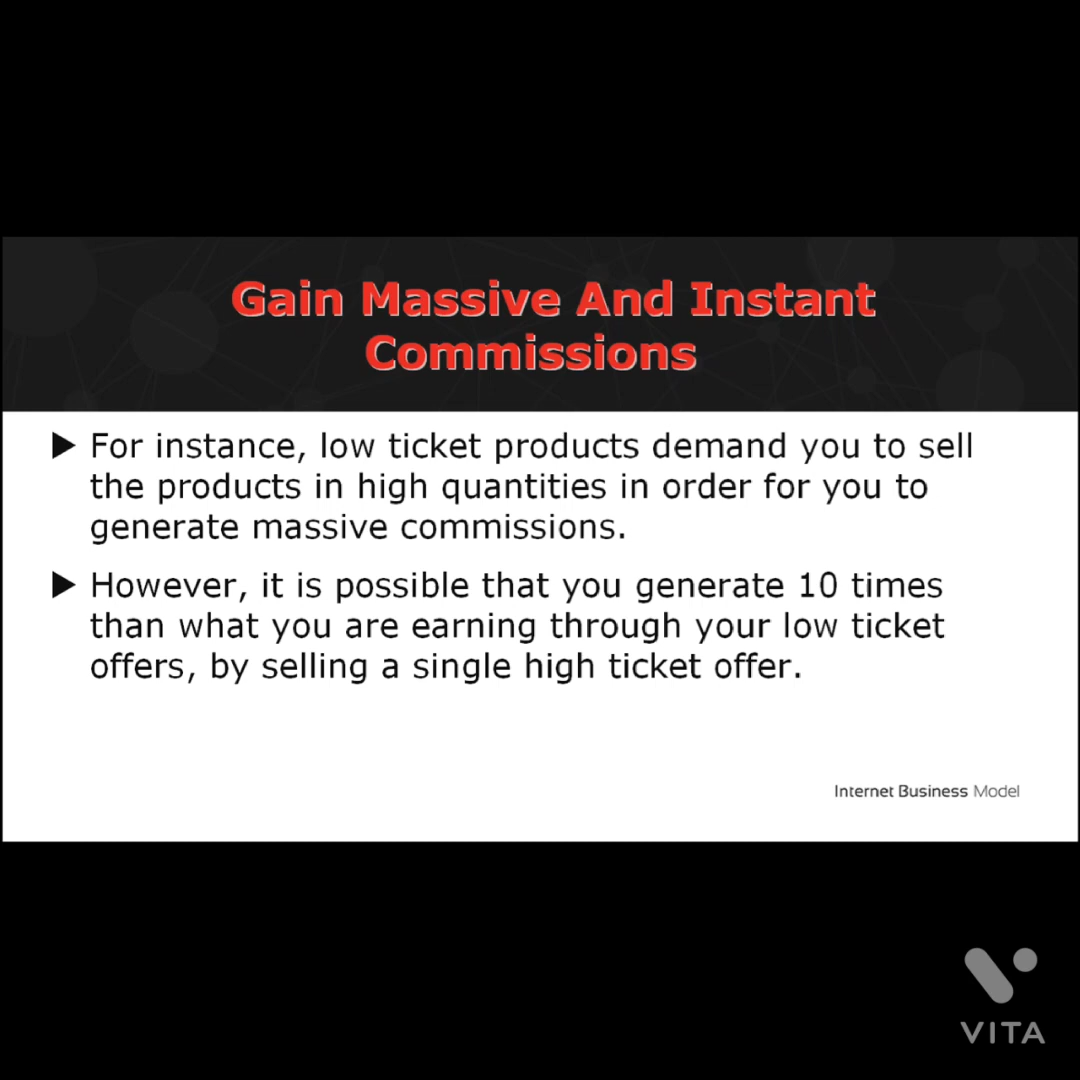 Gain Massive And Instant
Commissions
▶ For instance, low ticket products demand you to sell
the products in high quantities in order for you to
generate massive commissions.
▶ However, it is possible that you generate 10 times
than what you are earning through your low ticket
offers, by selling a single high ticket offer.
Internet Business Model
VITA